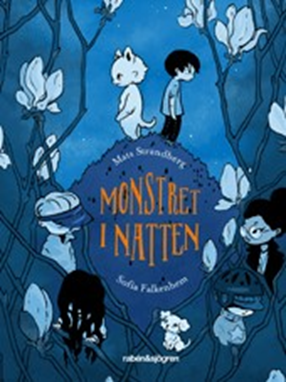 Mats Strandberg
MONSTRET
I NATTEN
Sofia Falkenhem
rabén&sjögren